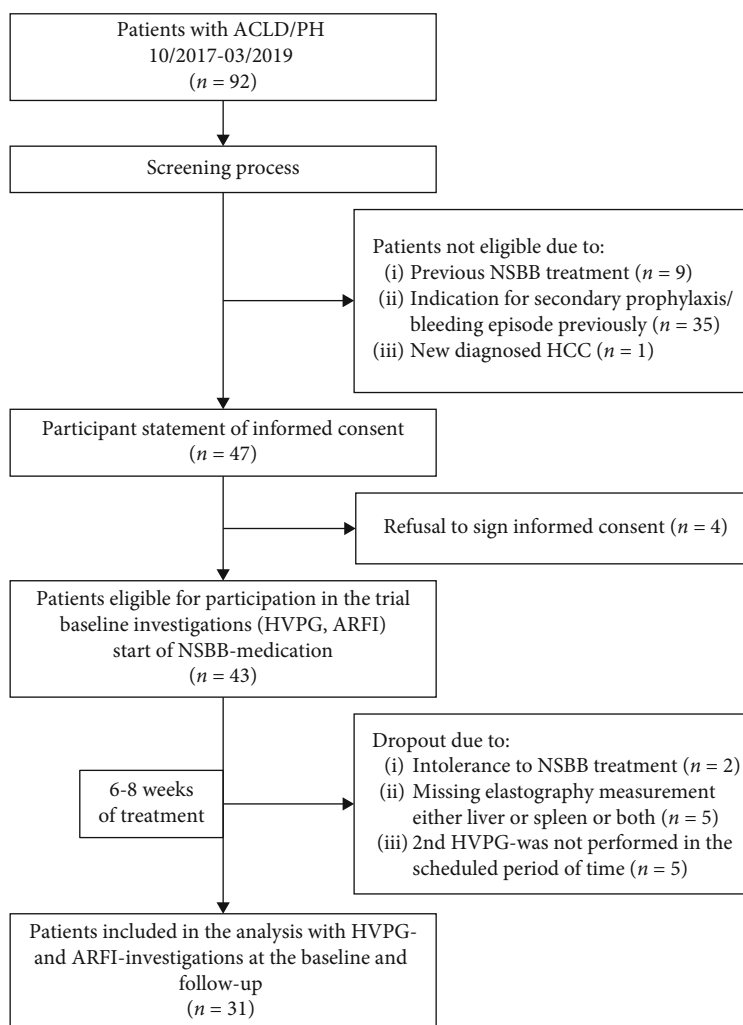 Patients with ACLD/PH
10/2017-03/2019
(n = 92)
Screening process
Patients not eligible due to:
(i) Previous NSBB treatment (n = 9)
(ii) Indication for secondary prophylaxis/
bleeding episode previously (n = 35)
(iii) New diagnosed HCC (n = 1)
Participant statement of informed consent
(n = 47)
Refusal to sign informed consent (n = 4)
Patients eligible for participation in the trial
baseline investigations (HVPG, ARFI)
start of NSBB-medication
(n = 43)
6-8 weeks
of treatment
Dropout due to:
(i) Intolerance to NSBB treatment (n = 2)
(ii) Missing elastography measurement
either liver or spleen or both (n = 5)
(iii) 2nd HVPG-was not performed in the
scheduled period of time (n = 5)
Patients included in the analysis with HVPG-
and ARFI-investigations at the baseline and
follow-up
(n = 31)